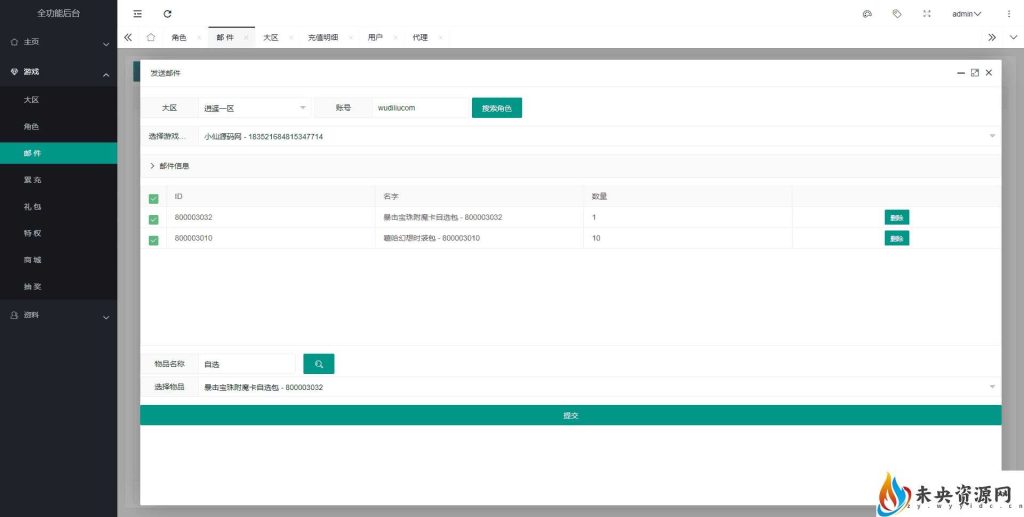 全功能后台
admin
主页
角色
邮 件
大区
充值明细
用户
代理
游戏
大区
角色
邮 件
累 充
礼 包
特 权
商 城
抽 奖
资料
发送邮件
大区
逍遥一区
账号
wudiliucom
搜索角色
选择游戏...
小仙源码网 - 183521684815347714
邮件信息
ID
名字
数量
800003032
暴击宝珠附魔卡自选包 - 800003032
1
删除
800003010
嘻哈幻想时装包 - 800003010
10
删除
物品名称
自选
选择物品
暴击宝珠附魔卡自选包 - 800003032
提交
未央资源网
zy.wyyldc.cn